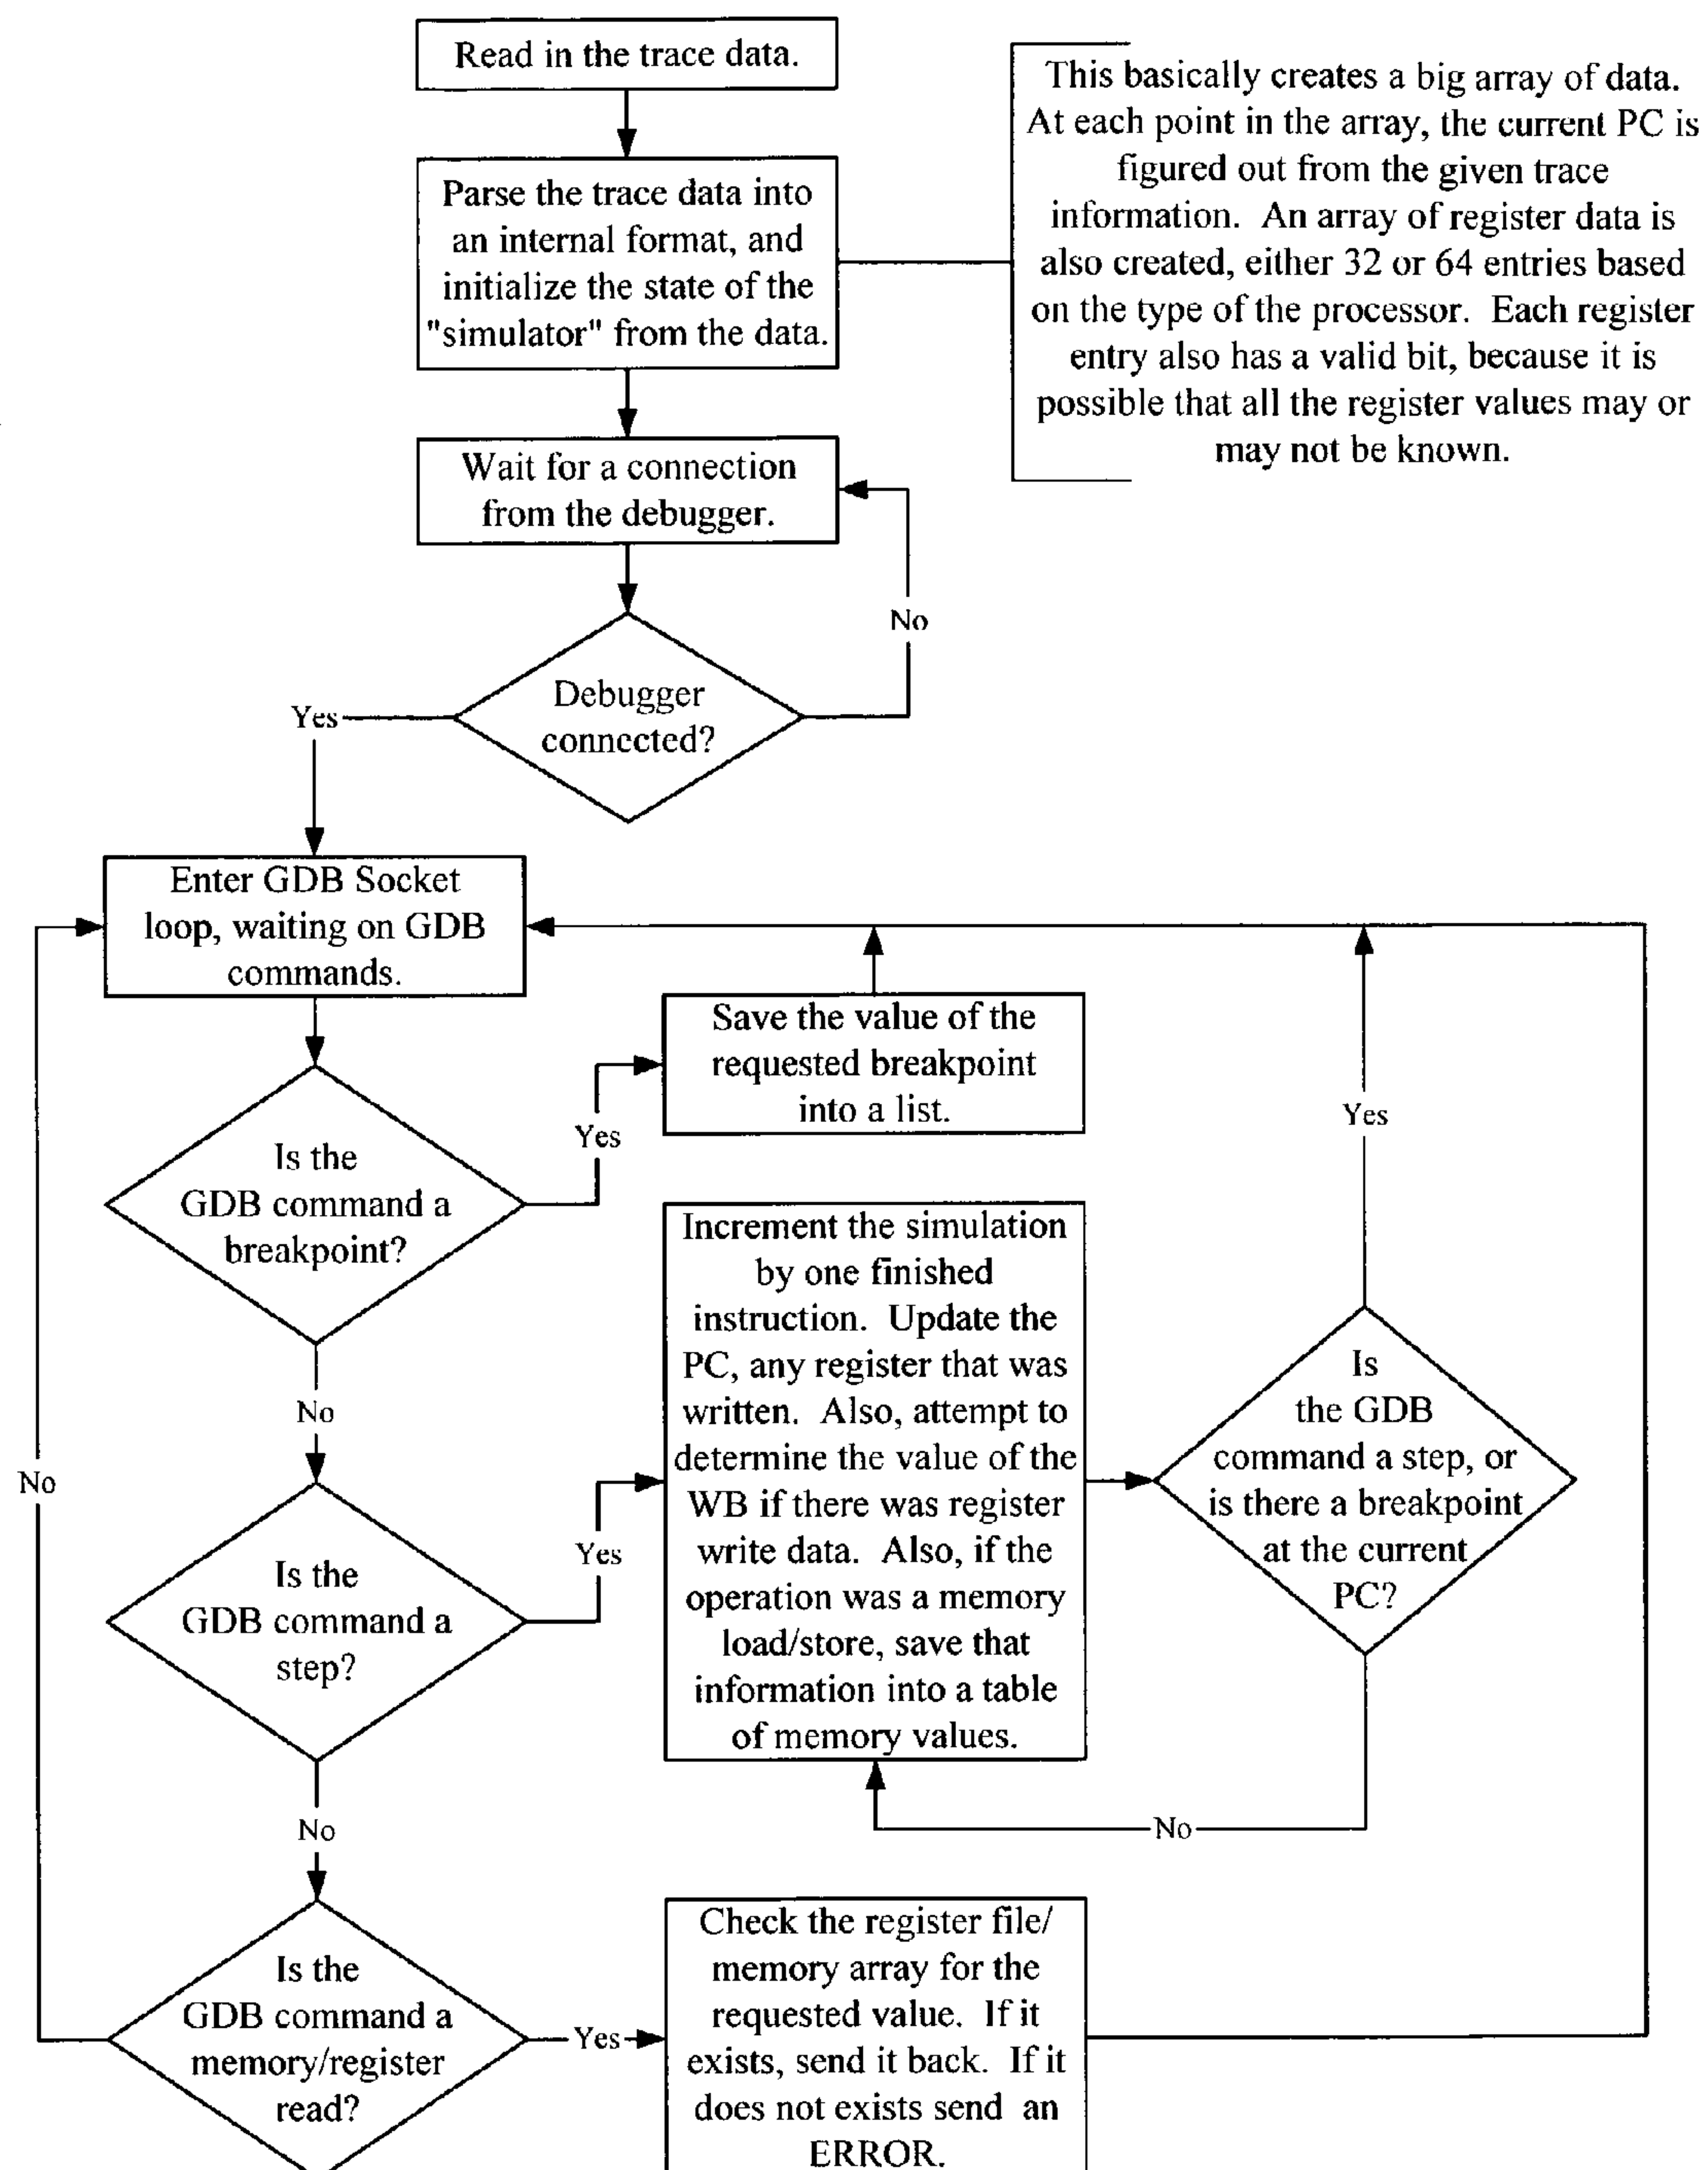 Read in the trace data.
This basically creates a big array of data.
At each point in the array, the current PC is
figured out from the given trace
information.  An array of register data is
also created, either 32 or 64 entries based
on the type of the processor.  Each register
entry also has a valid bit, because it is
possible that all the register values may or
may not be known.
Parse the trace data into
an internal format, and
initialize the state of the
"simulator" from the data.
Wait for a connection
from the debugger.
No
Debugger
connected?
Yes
Enter GDB Socket
loop, waiting on GDB
commands.
Save the value of the
requested breakpoint
into a list.
Yes
Yes
Is the
GDB command a
breakpoint?
No
Increment the simulation
by one finished
instruction.  Update the
PC, any register that was
written.  Also, attempt to
determine the value of the
WB if there was register
write data.  Also, if the
operation was a memory
load/store, save that
information into a table
of memory values.
Is
the GDB
command a step, or
is there a breakpoint
at the current
PC?
No
Yes
Is the
GDB command a
step?
No
No
Is the
GDB command a
memory/register
read?
Yes
Check the register file/
memory array for the
requested value.  If it
exists, send it back.  If it
does not exists send  an
ERROR.